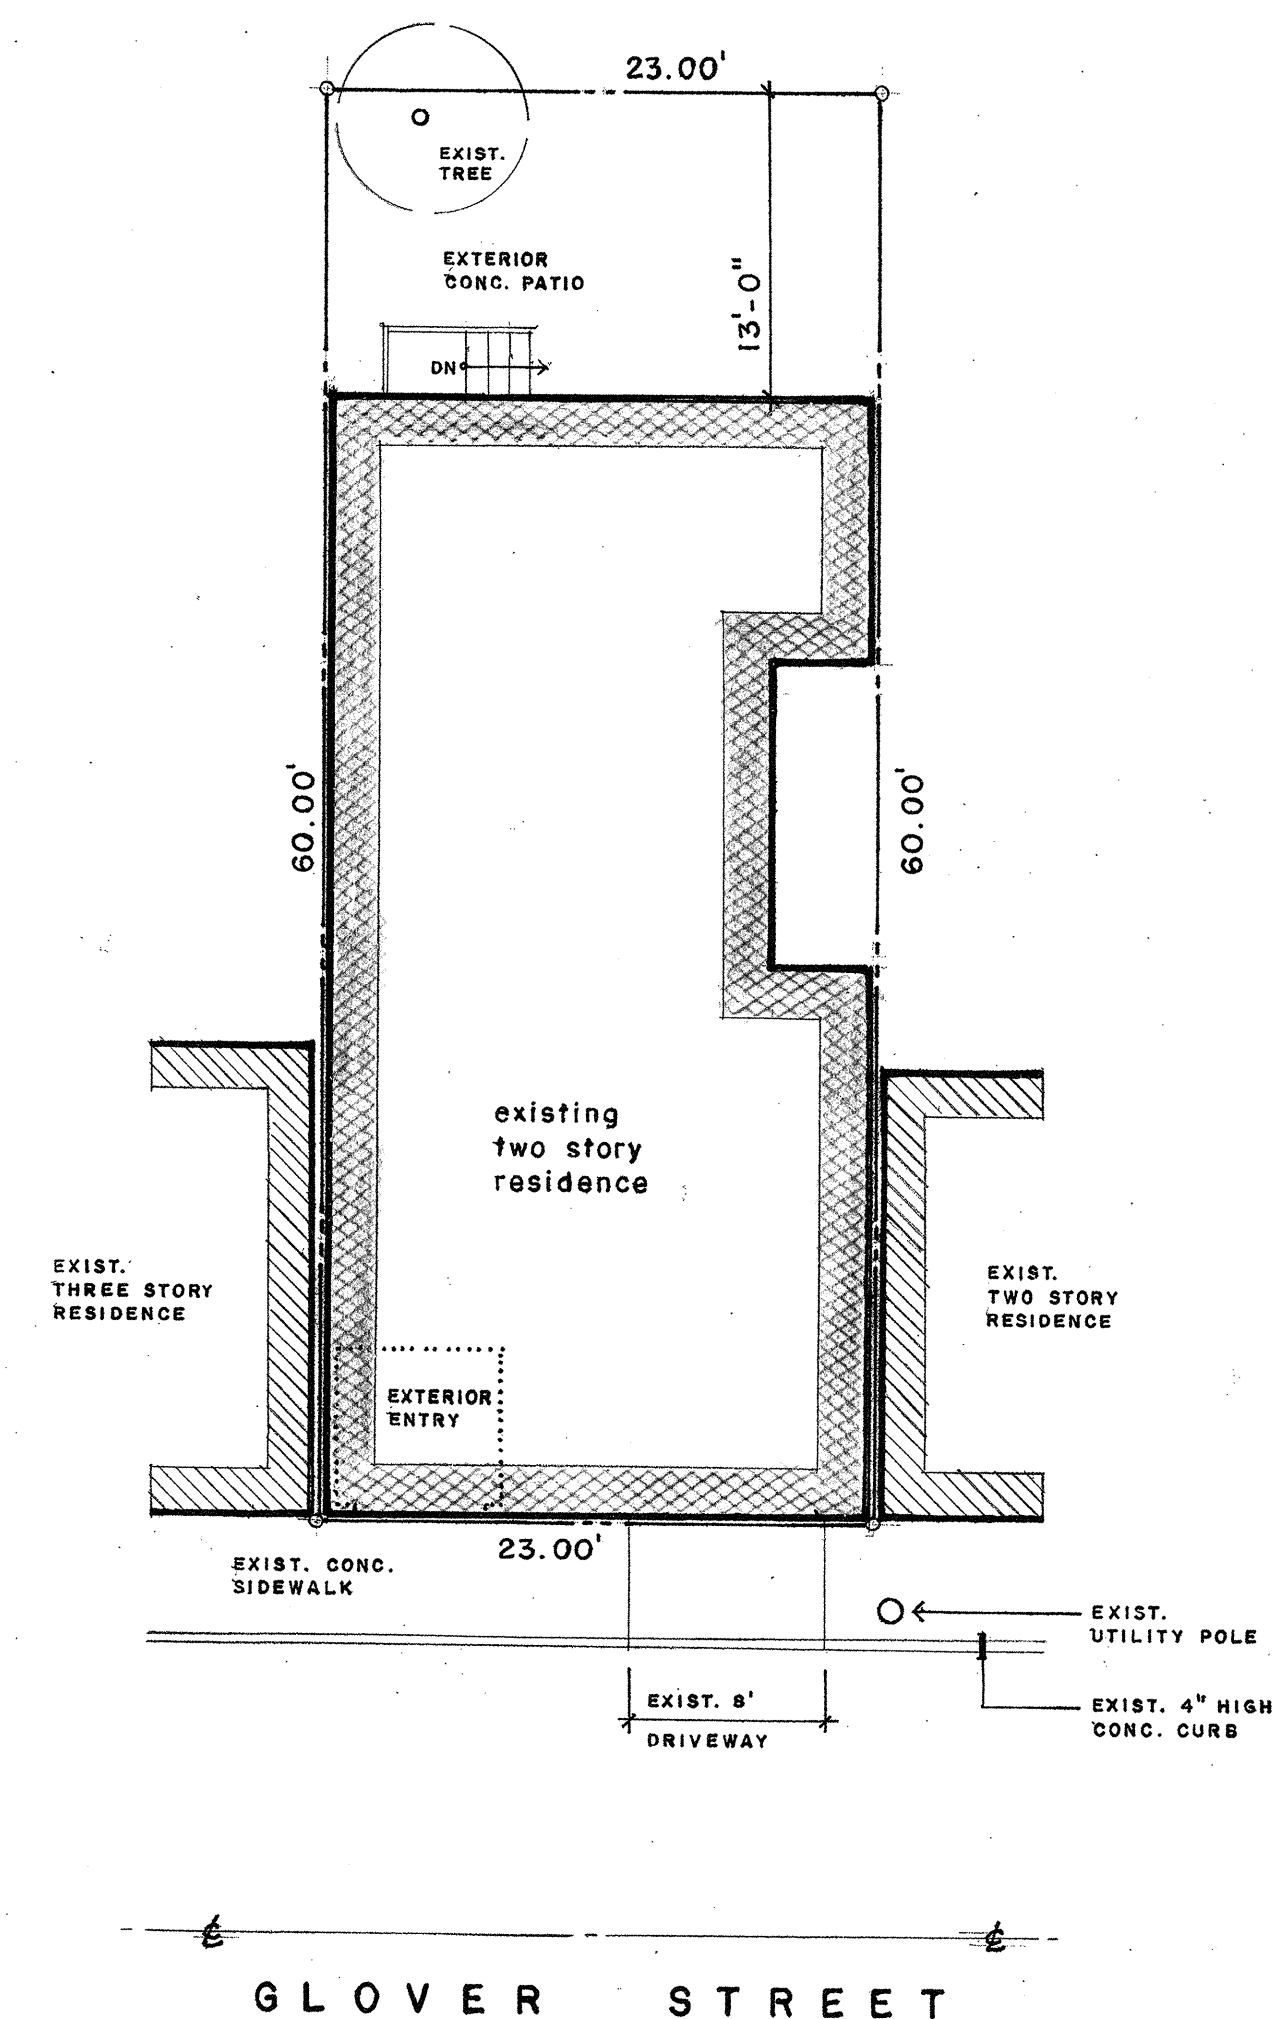 23.00'
EXIST.
TREE
EXTERIOR
CONC. PATIO
13'-0"
DN
60.00'
60.00'
existing
two story
residence
EXIST.
THREE STORY
RESIDENCE
EXIST.
TWO STORY
RESIDENCE
EXTERIOR
ENTRY
23.00'
EXIST. CONC.
SIDEWALK
EXIST.
UTILITY POLE
EXIST. 8'
DRIVEWAY
EXIST. 4" HIGH
CONC. CURB
℄ ℄
GLOVER STREET